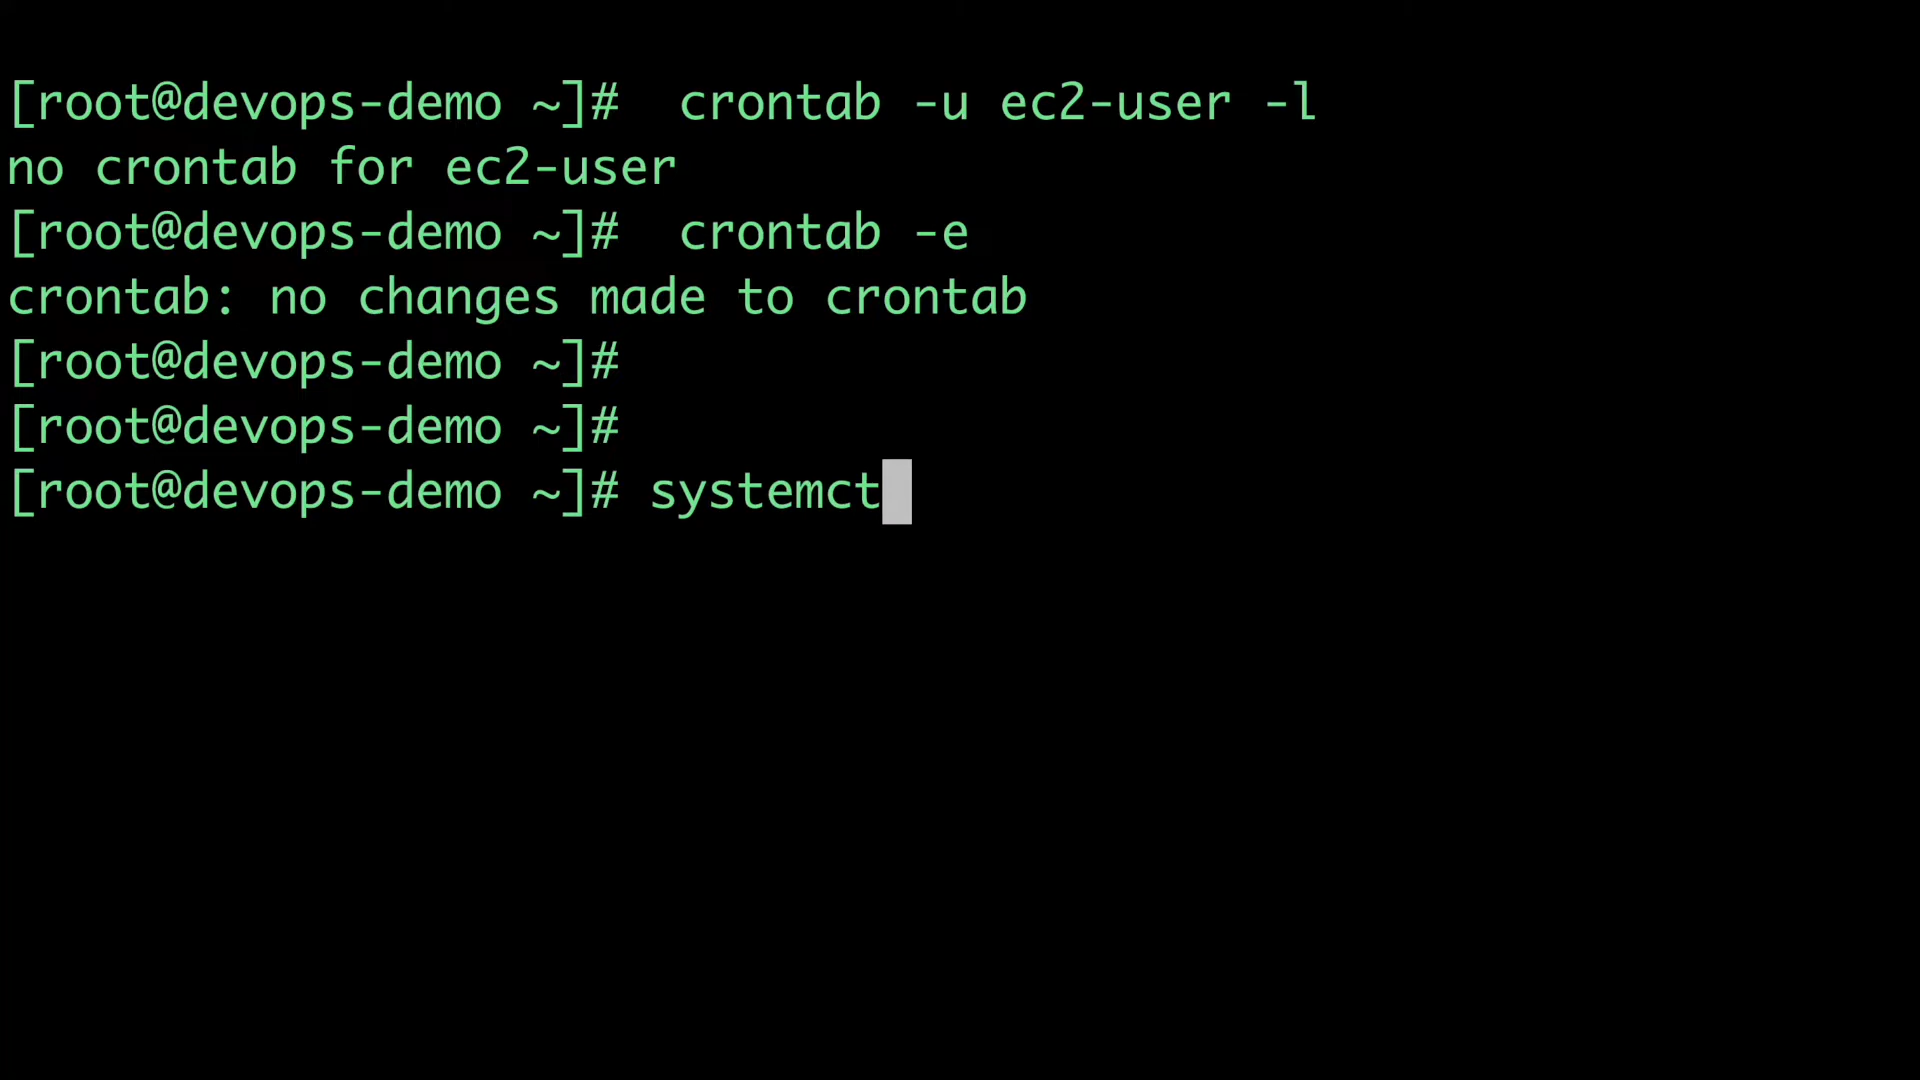 [root@devops-demo ~]#  crontab -u ec2-user -l
no crontab for ec2-user
[root@devops-demo ~]#  crontab -e
crontab: no changes made to crontab
[root@devops-demo ~]#
[root@devops-demo ~]#
[root@devops-demo ~]# systemct